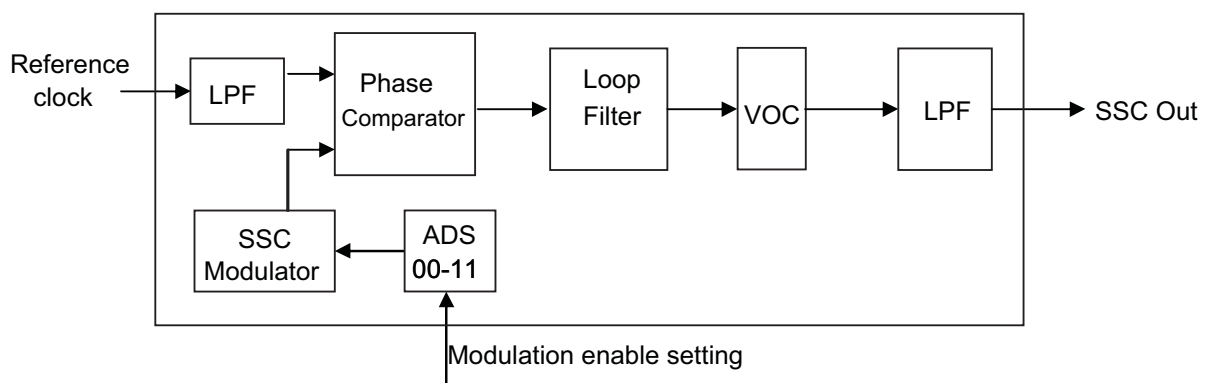 Reference
clock
LPF
Phase
Comparator
Loop
Filter
VOC
LPF
SSC Out
SSC
Modulator
ADS
00-11
Modulation enable setting